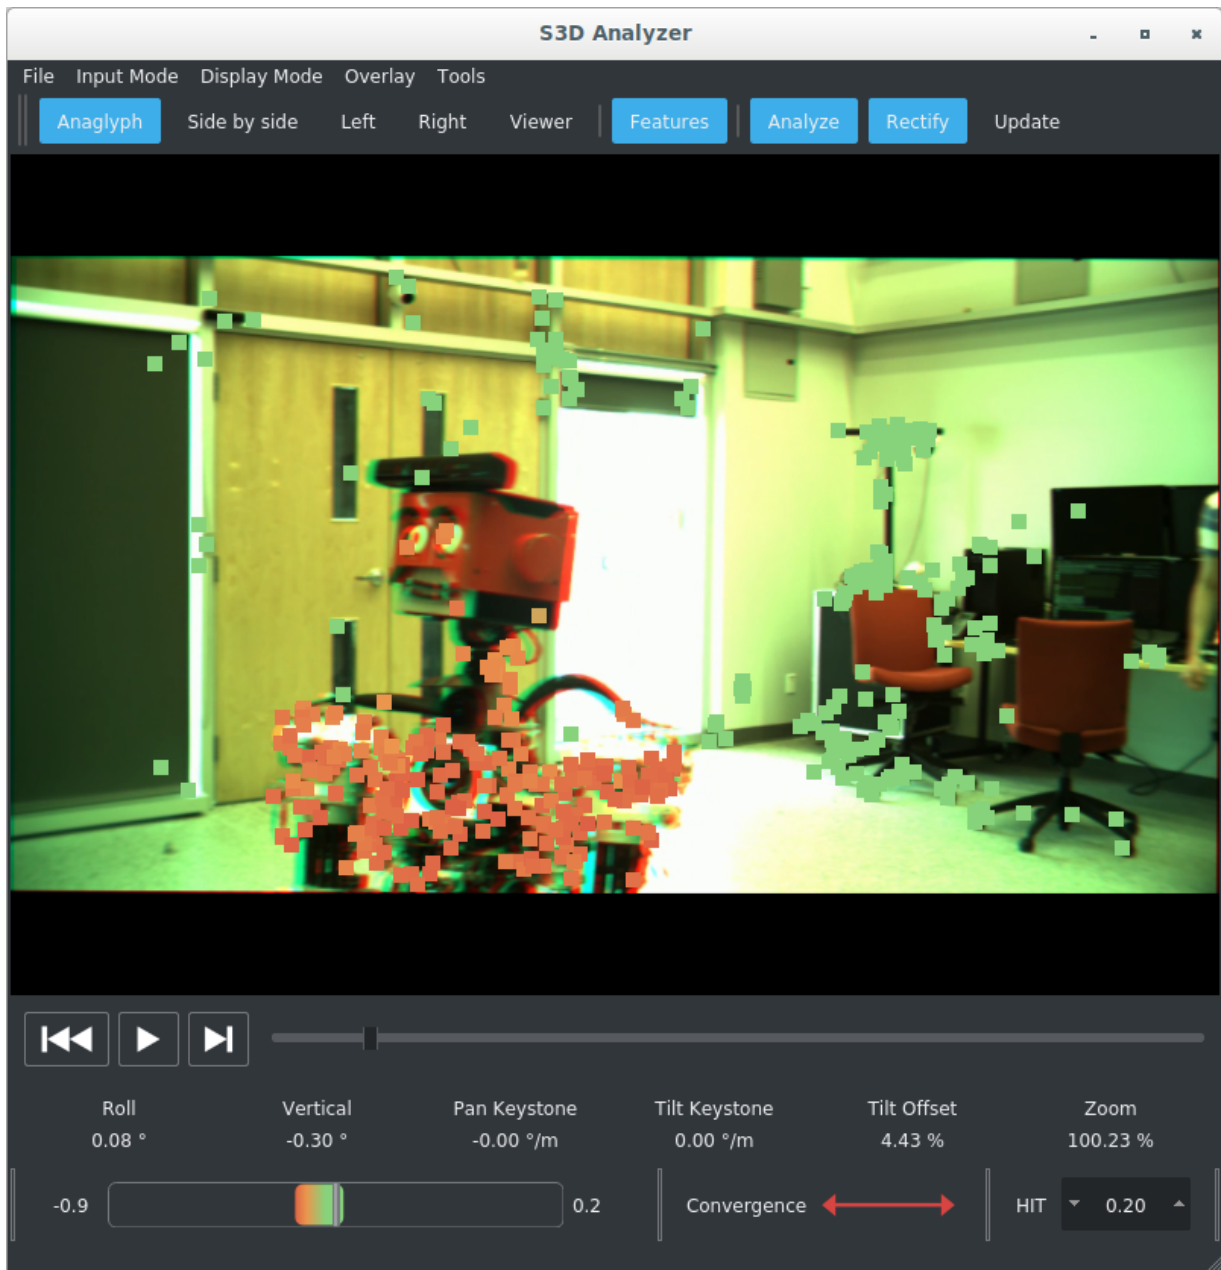 S3D Analyzer
File Input Mode Display Mode Overlay Tools
Anaglyph Side by side Left Right Viewer Features Analyze Rectify Update
Roll Vertical Pan Keystone Tilt Keystone Tilt Offset Zoom
0.08 ° -0.30 ° -0.00 °/m 0.00 °/m 4.43 % 100.23 %
-0.9 0.2 Convergence HIT 0.20